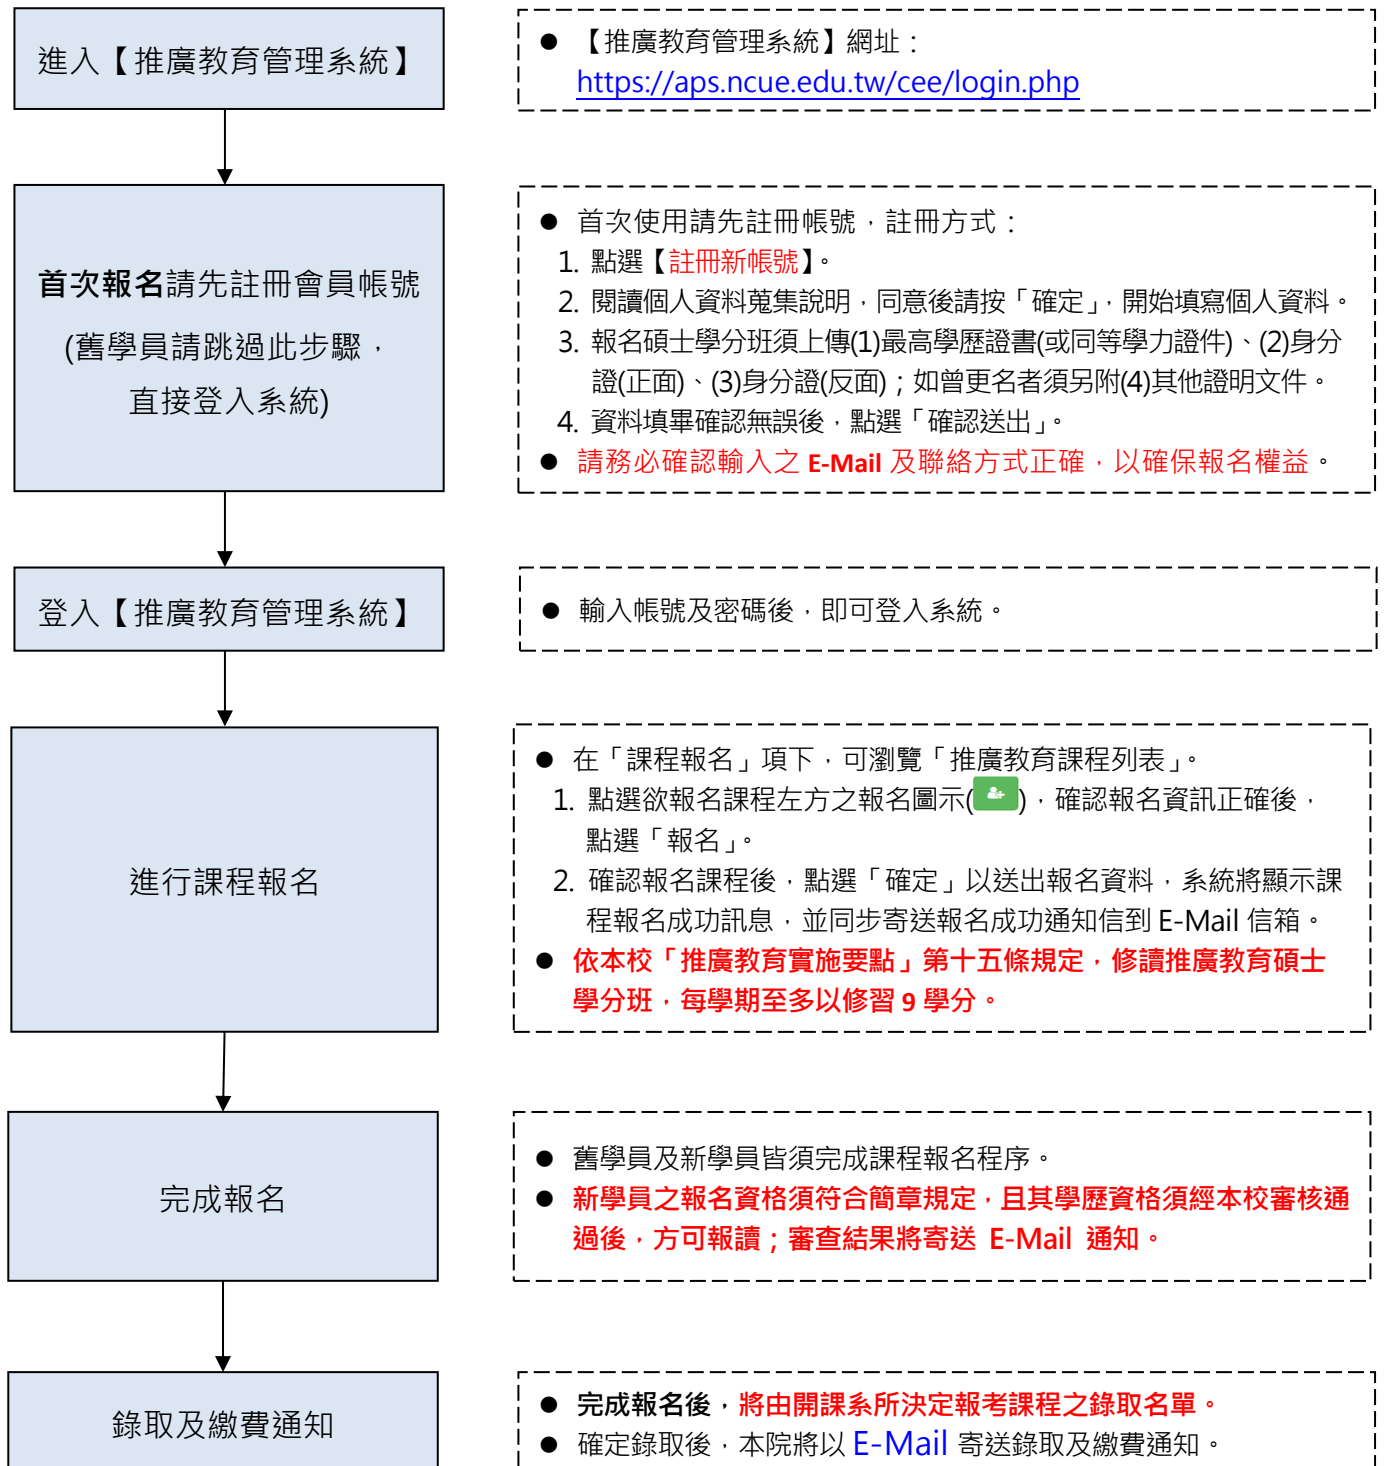 進入【推廣教育管理系統】
● 【推廣教育管理系統】網址：
https://aps.ncue.edu.tw/cee/login.php
首次報名請先註冊會員帳號
(舊學員請跳過此步驟，
直接登入系統)
● 首次使用請先註冊帳號，註冊方式：
1. 點選【註冊新帳號】。
2. 閱讀個人資料蒐集說明，同意後請按「確定」，開始填寫個人資料。
3. 報名碩士學分班須上傳(1)最高學歷證書(或同等學力證件)、(2)身分
證(正面)、(3)身分證(反面)；如曾更名者須另附(4)其他證明文件。
4. 資料填畢確認無誤後，點選「確認送出」。
● 請務必確認輸入之 E-Mail 及聯絡方式正確，以確保報名權益。
登入【推廣教育管理系統】
● 輸入帳號及密碼後，即可登入系統。
進行課程報名
● 在「課程報名」項下，可瀏覽「推廣教育課程列表」。
1. 點選欲報名課程左方之報名圖示( )，確認報名資訊正確後，
點選「報名」。
2. 確認報名課程後，點選「確定」以送出報名資料，系統將顯示課
程報名成功訊息，並同步寄送報名成功通知信到 E-Mail 信箱。
● 依本校「推廣教育實施要點」第十五條規定，修讀推廣教育碩士
學分班，每學期至多以修習 9 學分。
完成報名
● 舊學員及新學員皆須完成課程報名程序。
● 新學員之報名資格須符合簡章規定，且其學歷資格須經本校審核通
過後，方可報讀；審查結果將寄送 E-Mail 通知。
錄取及繳費通知
● 完成報名後，將由開課系所決定報考課程之錄取名單。
● 確定錄取後，本院將以 E-Mail 寄送錄取及繳費通知。